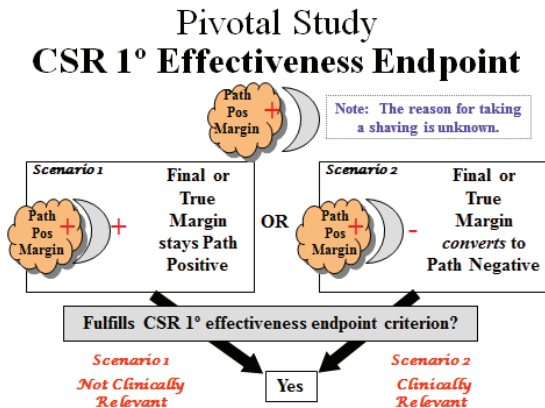 Pivotal Study
CSR 1º Effectiveness Endpoint
Path
Pos +
Margin
Note: The reason for taking
a shaving is unknown.
Scenario 1
Path
Pos +
Margin
+
Final or
True
Margin
stays Path
Positive
OR
Scenario 2
Path
Pos +
Margin
-
Final or
True
Margin
converts to
Path Negative
Fulfills CSR 1º effectiveness endpoint criterion?
Scenario 1
Not Clinically
Relevant
Yes
Scenario 2
Clinically
Relevant